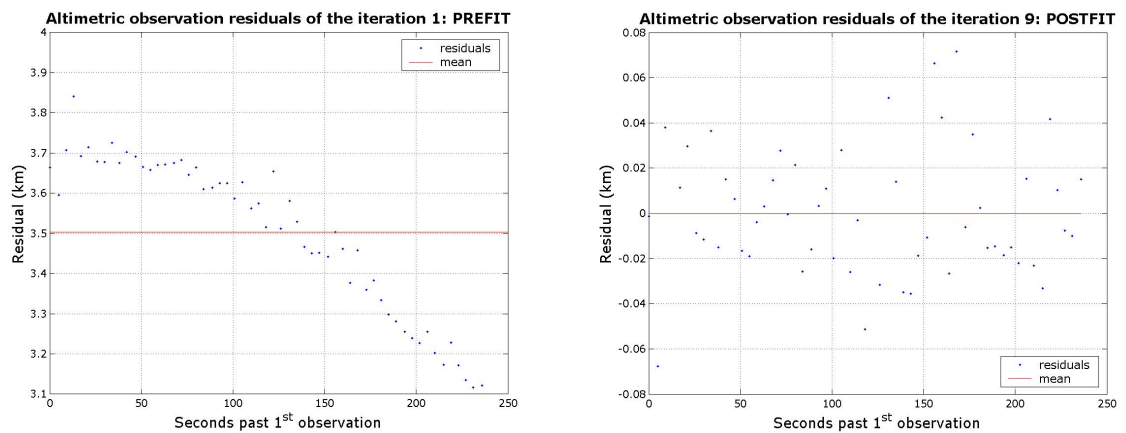 Altimetric observation residuals of the iteration 1: PREFIT
4
3.9
3.8
3.7
3.6
3.5
3.4
3.3
3.2
3.1
Residual (km)
residuals
mean
0 50 100 150 200 250
Seconds past 1st observation
Altimetric observation residuals of the iteration 9: POSTFIT
0.08
0.06
0.04
0.02
0
-0.02
-0.04
-0.06
-0.08
Residual (km)
residuals
mean
0 50 100 150 200 250
Seconds past 1st observation